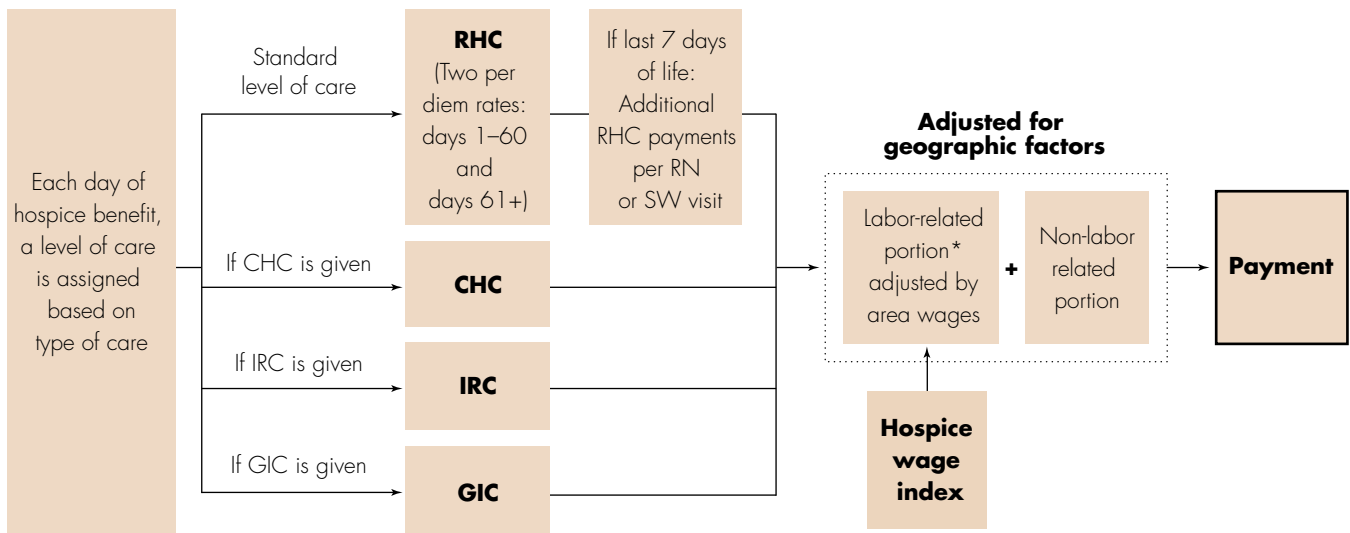 Each day of
hospice benefit,
a level of care
is assigned
based on
type of care
Standard
level of care
RHC
(Two per
diem rates:
days 1–60
and
days 61+)
If last 7 days
of life:
Additional
RHC payments
per RN
or SW visit
If CHC is given
CHC
If IRC is given
IRC
If GIC is given
GIC
Adjusted for
geographic factors
Labor-related
portion*
adjusted by
area wages
+
Non-labor
related
portion
Hospice
wage
index
Payment